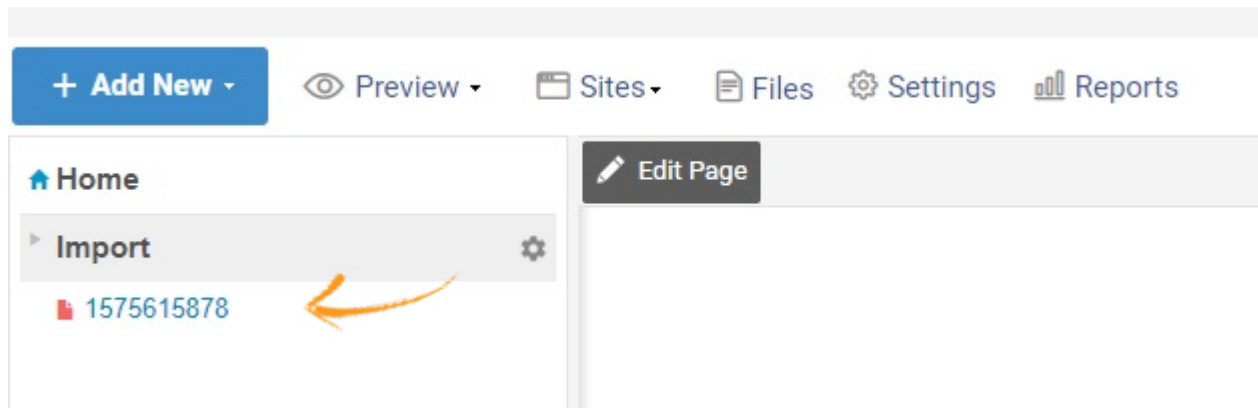 + Add New Preview Sites Files Settings Reports
Home
Edit Page
Import
1575615878